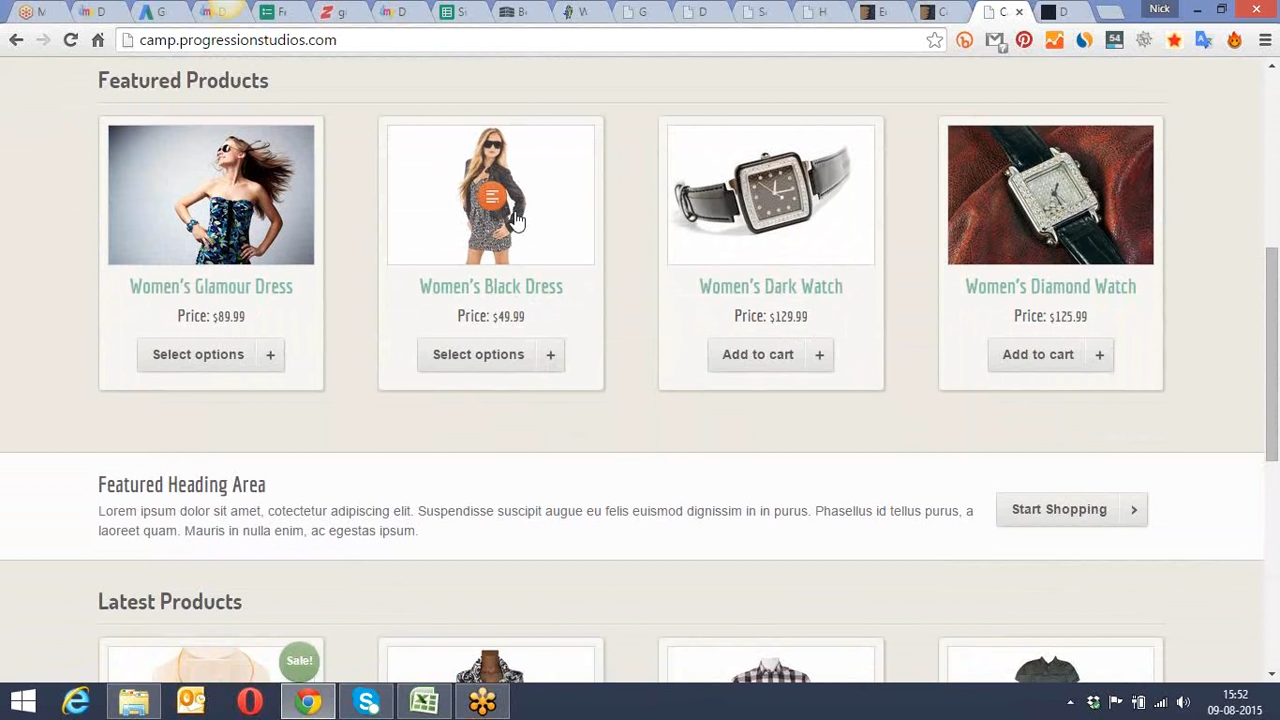 M
D
G
D
F
g
D
S
B
W
G
D
S
H
E
C
C
D
Nick
camp.progressionstudios.com
54
Featured Products
Women's Glamour Dress
Women's Black Dress
Women's Dark Watch
Women's Diamond Watch
Price: $89.99
Price: $49.99
Price: $129.99
Price: $125.99
Select options +
Select options +
Add to cart +
Add to cart +
Featured Heading Area
Lorem ipsum dolor sit amet, cotectetur adipiscing elit. Suspendisse suscipit augue eu felis euismod dignissim in in purus. Phasellus id tellus purus, a
laoreet quam. Mauris in nulla enim, ac egestas ipsum.
Start Shopping
Latest Products
Sale!
15:52
09-08-2015